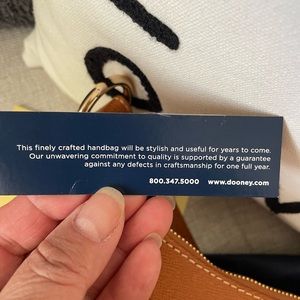 This finely crafted handbag will be stylish and useful for years to come.
Our unwavering commitment to quality is supported by a guarantee
against any defects in craftsmanship for one full year.
800.347.5000 www.dooney.com